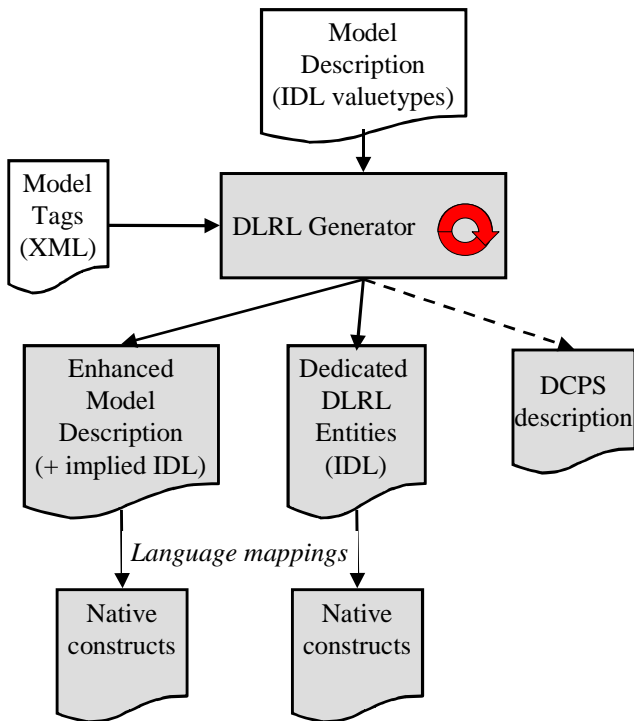 Model
Description
(IDL valuetypes)
Model
Tags
(XML)
DLRL Generator
Enhanced
Model
Description
(+ implied IDL)
Dedicated
DLRL
Entities
(IDL)
DCPS
description
Language mappings
Native
constructs
Native
constructs